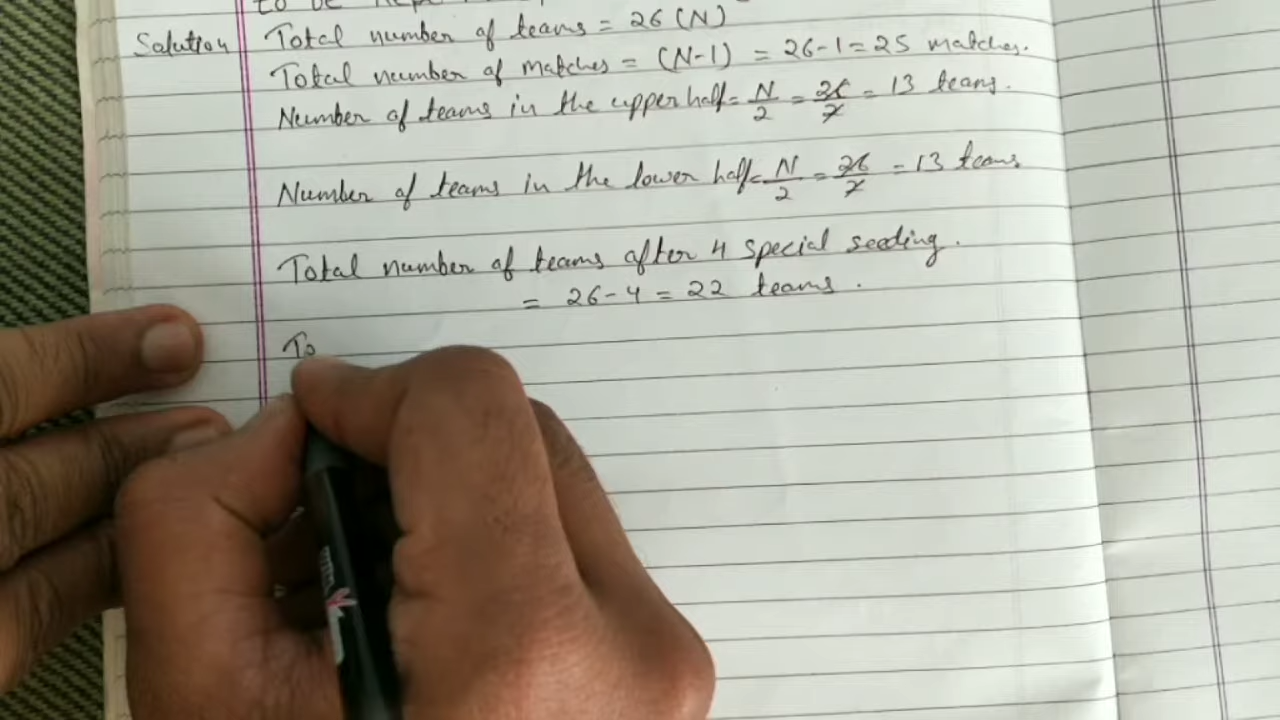 to be
Solution Total number of teams = 26 (N)
Total number of matches = (N-1) = 26-1 = 25 matches.
Number of teams in the upper half = N/2 = 26/2 = 13 teams.
Number of teams in the lower half = N/2 = 26/2 = 13 teams
Total number of teams after 4 special seeding.
= 26-4 = 22 teams.
To